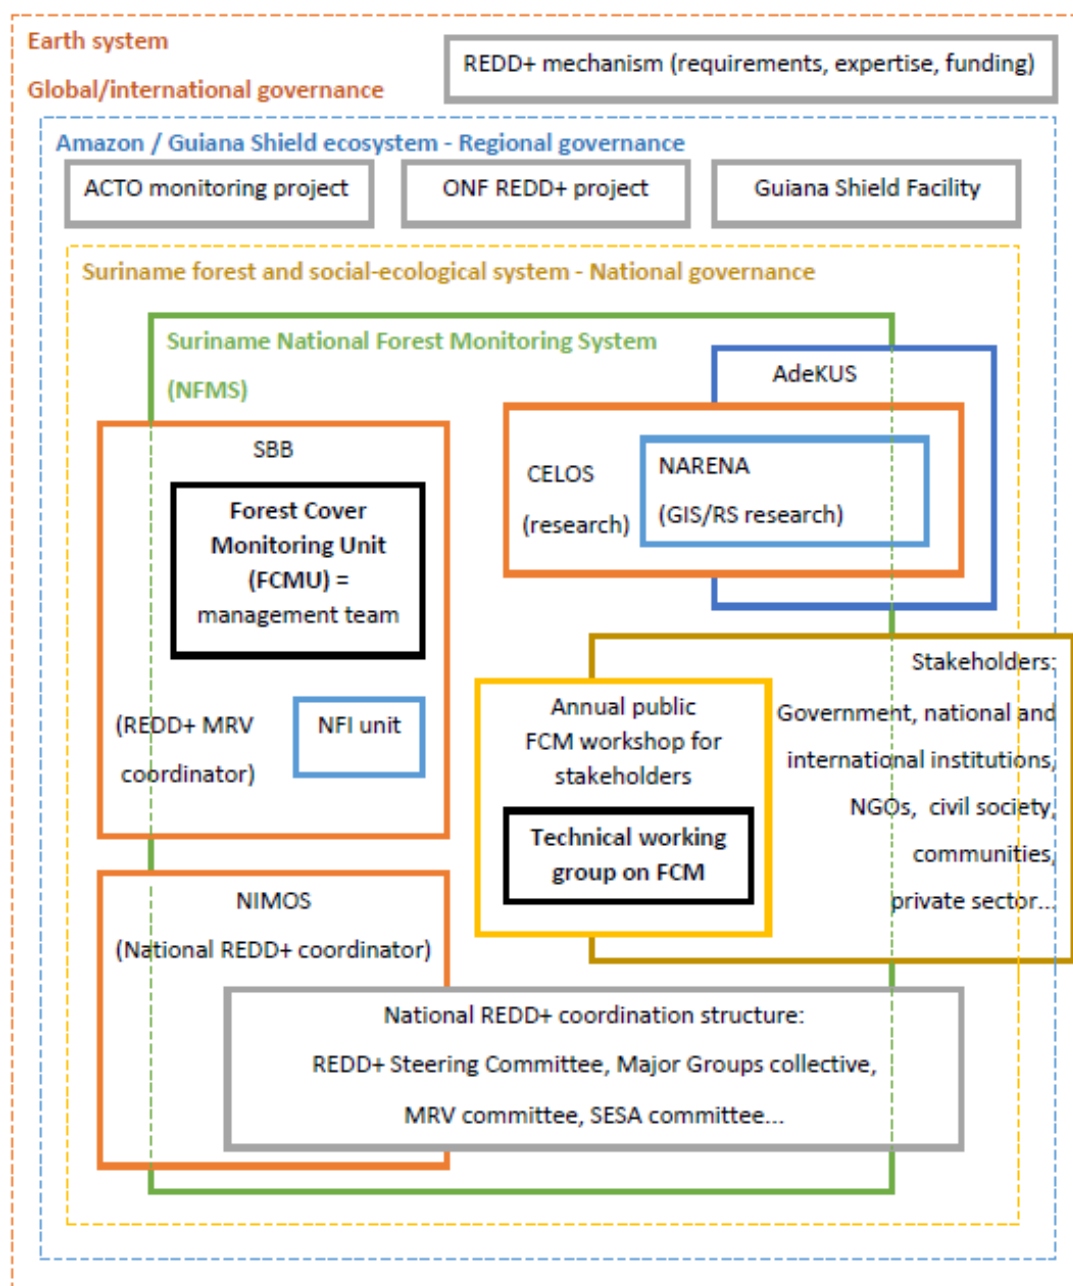 Earth system
Global/international governance
REDD+ mechanism (requirements, expertise, funding)
Amazon / Guiana Shield ecosystem - Regional governance
ACTO monitoring project
ONF REDD+ project
Guiana Shield Facility
Suriname forest and social-ecological system - National governance
Suriname National Forest Monitoring System
(NFMS)
AdeKUS
SBB
Forest Cover
Monitoring Unit
(FCMU) =
management team
CELOS
(research)
NARENA
(GIS/RS research)
(REDD+ MRV
coordinator)
NFI unit
Annual public
FCM workshop for
stakeholders
Technical working
group on FCM
Stakeholders:
Government, national and
international institutions,
NGOs, civil society,
communities,
private sector...
NIMOS
(National REDD+ coordinator)
National REDD+ coordination structure:
REDD+ Steering Committee, Major Groups collective,
MRV committee, SESA committee...